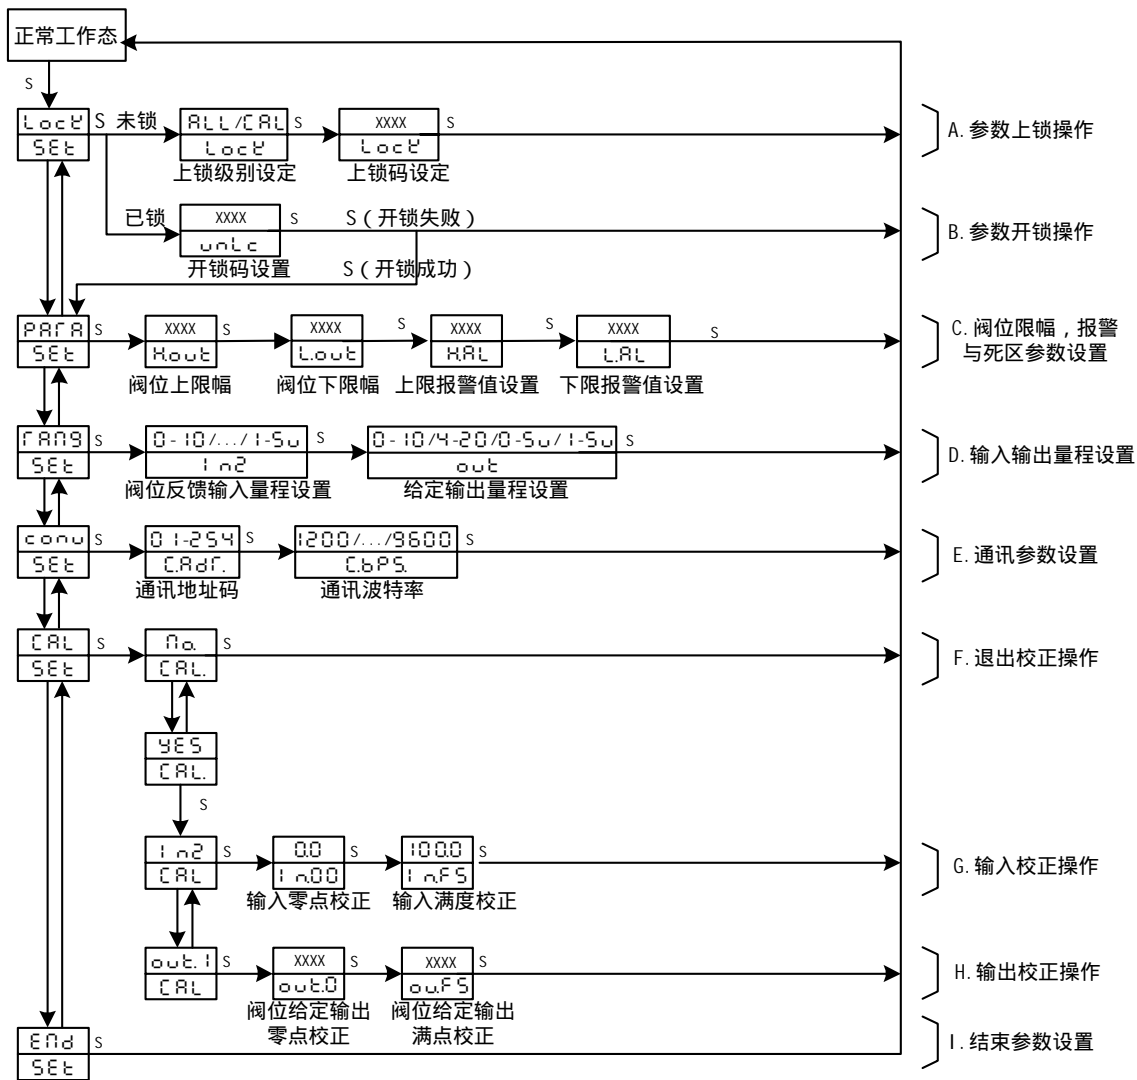 正常工作态
S
Lock S 未锁 ALL/CAL S XXXX S
SEt Lock Lock
上锁级别设定 上锁码设定
A.参数上锁操作
已锁 XXXX S S(开锁失败)
unLc
开锁码设置 S(开锁成功)
B.参数开锁操作
PArA S XXXX S XXXX S XXXX S XXXX S
SEt H.out L.out H.AL L.AL
阀位上限幅 阀位下限幅 上限报警值设置 下限报警值设置
C.阀位限幅,报警
与死区参数设置
rAng S 0-10/.../1-5u S 0-10/4-20/0-5u/1-5u S
SEt In2 out
阀位反馈输入量程设置 给定输出量程设置
D.输入输出量程设置
conu S 01-254 S 1200/.../9600 S
SEt C.Adr. C.bPS.
通讯地址码 通讯波特率
E.通讯参数设置
CAL S no. S
SEt CAL.
F.退出校正操作
YES
CAL.
S
In2 S 0.0 S 100.0 S
CAL In.00 In.FS
输入零点校正 输入满度校正
G.输入校正操作
out.1 S XXXX S XXXX S
CAL out.0 ou.FS
阀位给定输出 阀位给定输出
零点校正 满点校正
H.输出校正操作
End S
SEt
I.结束参数设置